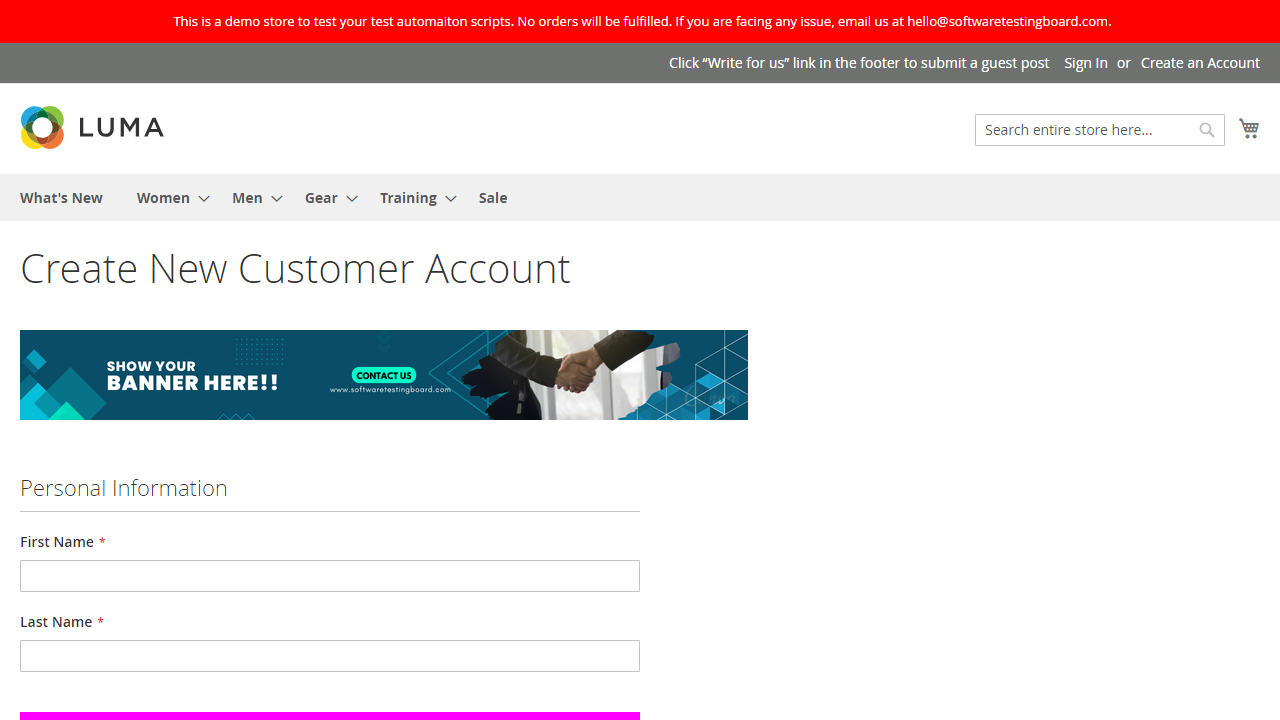 This is a demo store to test your test automaiton scripts. No orders will be fulfilled. If you are facing any issue, email us at hello@softwaretestingboard.com.
Click “Write for us” link in the footer to submit a guest post Sign In or Create an Account
LUMA
Search entire store here...
What's New Women Men Gear Training Sale
Create New Customer Account
SHOW YOUR
BANNER HERE!!
CONTACT US
www.softwaretestingboard.com
Personal Information
First Name *
Last Name *